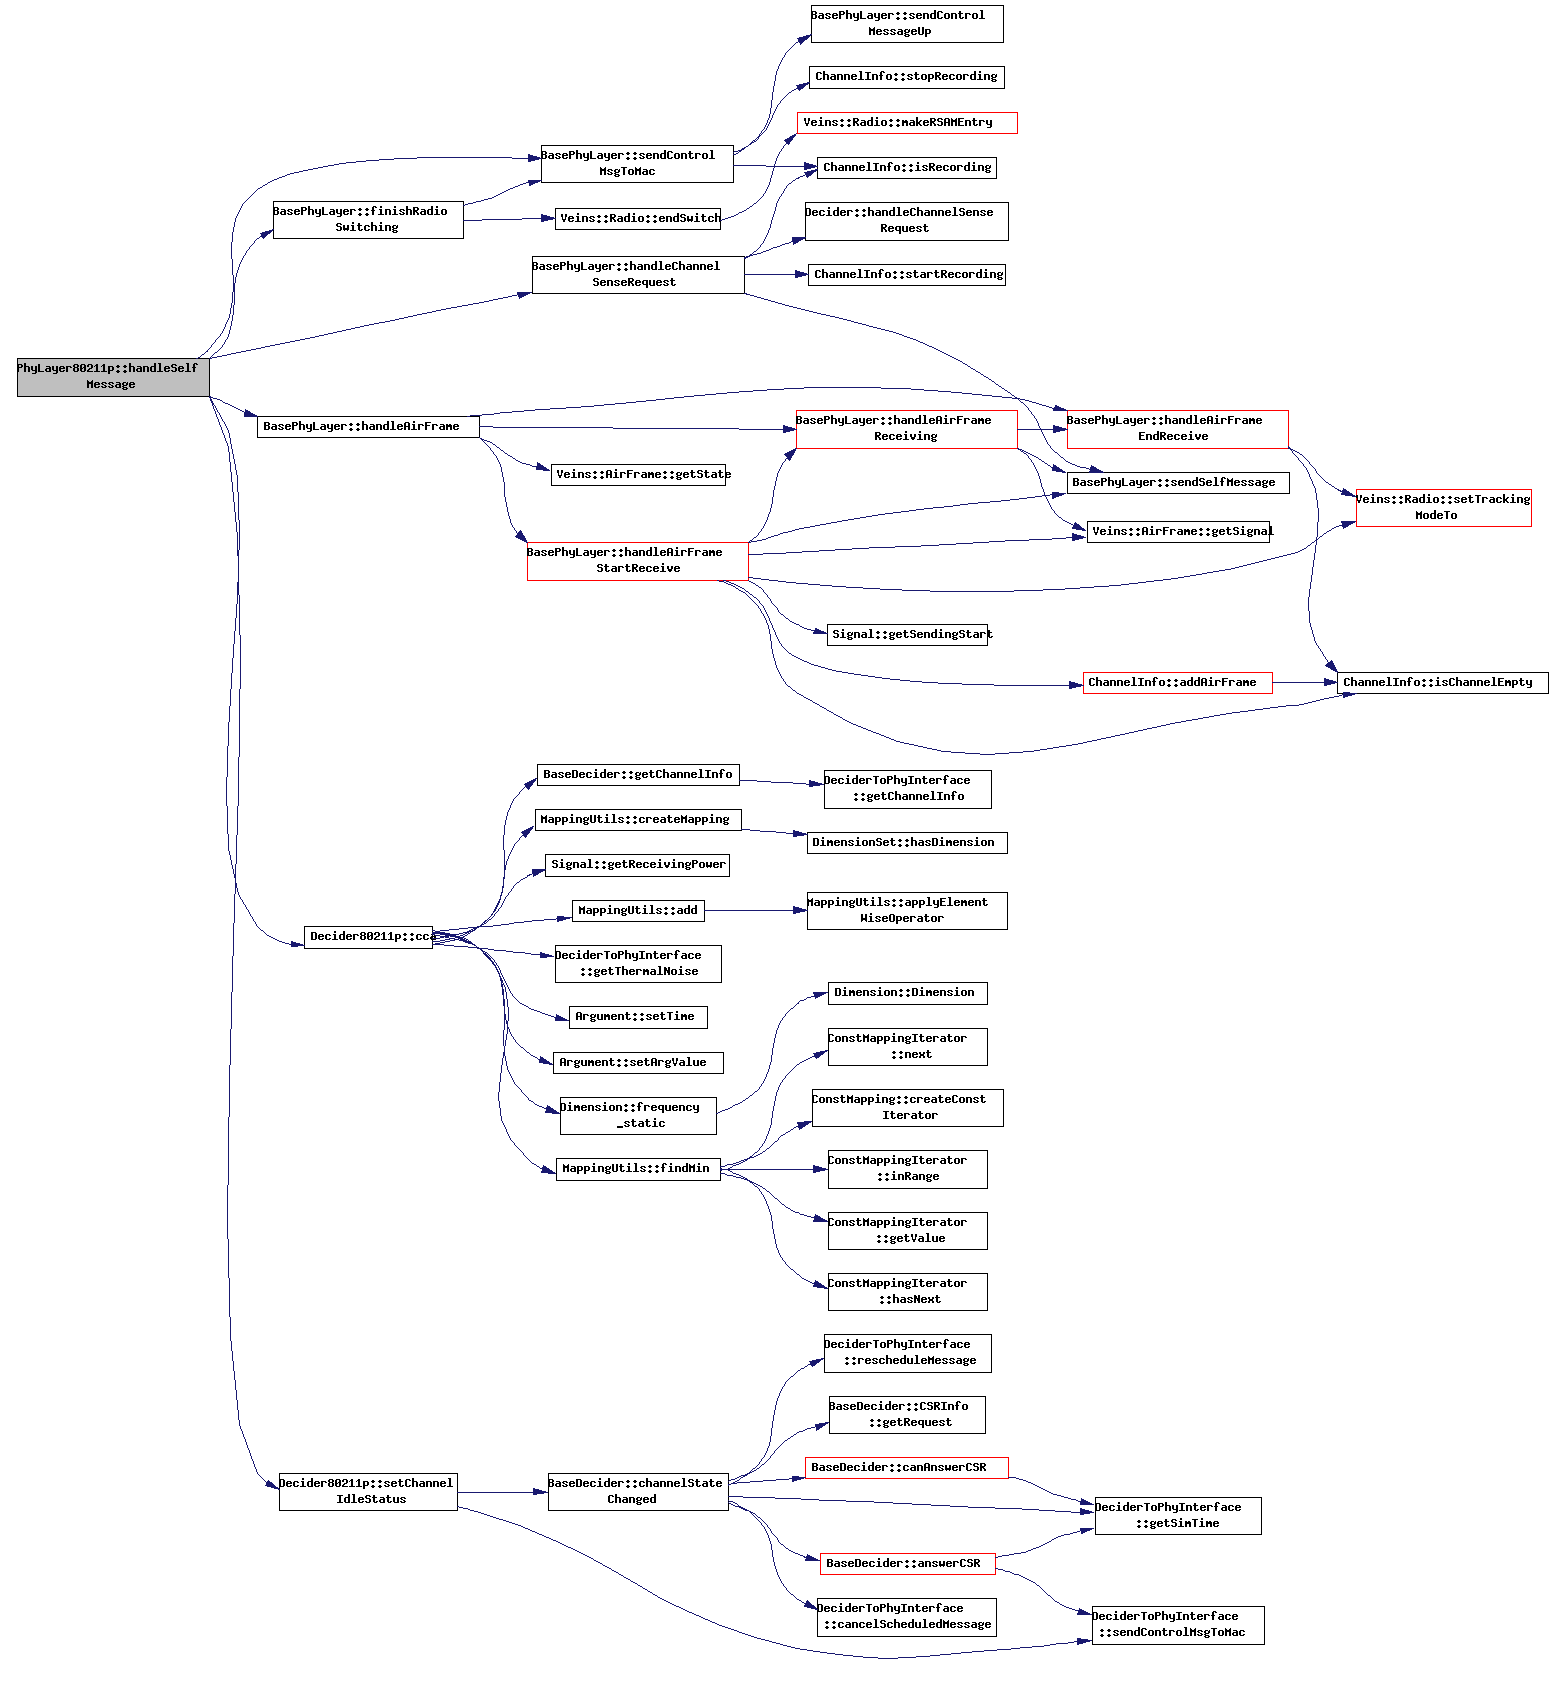 BasePhyLayer::sendControl
MessageUp
ChannelInfo::stopRecording
Veins::Radio::makeRSAMEntry
BasePhyLayer::sendControl
MsgToMac
ChannelInfo::isRecording
BasePhyLayer::finishRadio
Switching
Veins::Radio::endSwitch
Decider::handleChannelSense
Request
BasePhyLayer::handleChannel
SenseRequest
ChannelInfo::startRecording
PhyLayer80211p::handleSelf
Message
BasePhyLayer::handleAirFrame
BasePhyLayer::handleAirFrame
Receiving
BasePhyLayer::handleAirFrame
EndReceive
Veins::AirFrame::getState
BasePhyLayer::sendSelfMessage
Veins::Radio::setTracking
ModeTo
Veins::AirFrame::getSignal
BasePhyLayer::handleAirFrame
StartReceive
Signal::getSendingStart
ChannelInfo::addAirFrame
ChannelInfo::isChannelEmpty
BaseDecider::getChannelInfo
DeciderToPhyInterface
::getChannelInfo
MappingUtils::createMapping
DimensionSet::hasDimension
Signal::getReceivingPower
MappingUtils::add
MappingUtils::applyElement
WiseOperator
Decider80211p::cca
DeciderToPhyInterface
::getThermalNoise
Dimension::Dimension
Argument::setTime
ConstMappingIterator
::next
Argument::setArgValue
Dimension::frequency
_static
ConstMapping::createConst
Iterator
MappingUtils::findMin
ConstMappingIterator
::inRange
ConstMappingIterator
::getValue
ConstMappingIterator
::hasNext
DeciderToPhyInterface
::rescheduleMessage
BaseDecider::CSRInfo
::getRequest
BaseDecider::canAnswerCSR
Decider80211p::setChannel
IdleStatus
BaseDecider::channelState
Changed
DeciderToPhyInterface
::getSimTime
BaseDecider::answerCSR
DeciderToPhyInterface
::cancelScheduledMessage
DeciderToPhyInterface
::sendControlMsgToMac